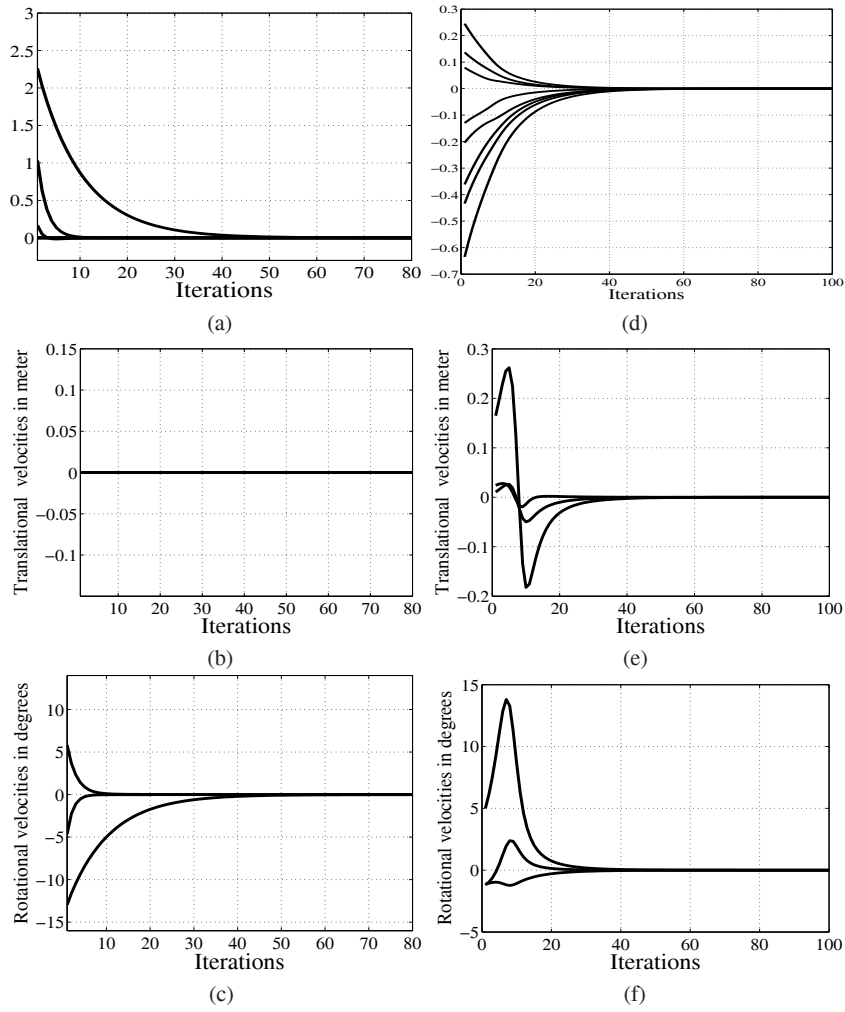 3
2.5
2
1.5
1
0.5
0
10 20 30 40 50 60 70 80
Iterations
(a)
0.3
0.2
0.1
0
−0.1
−0.2
−0.3
−0.4
−0.5
−0.6
−0.7
0 20 40 60 80 100
Iterations
(d)
Translational velocities in meter
0.15
0.1
0.05
0
−0.05
−0.1
10 20 30 40 50 60 70 80
Iterations
(b)
Translational velocities in meter
0.3
0.2
0.1
0
−0.1
−0.2
0 20 40 60 80 100
Iterations
(e)
Rotational velocities in degrees
10
5
0
−5
−10
−15
10 20 30 40 50 60 70 80
Iterations
(c)
Rotational velocities in degrees
15
10
5
0
−5
0 20 40 60 80 100
Iterations
(f)